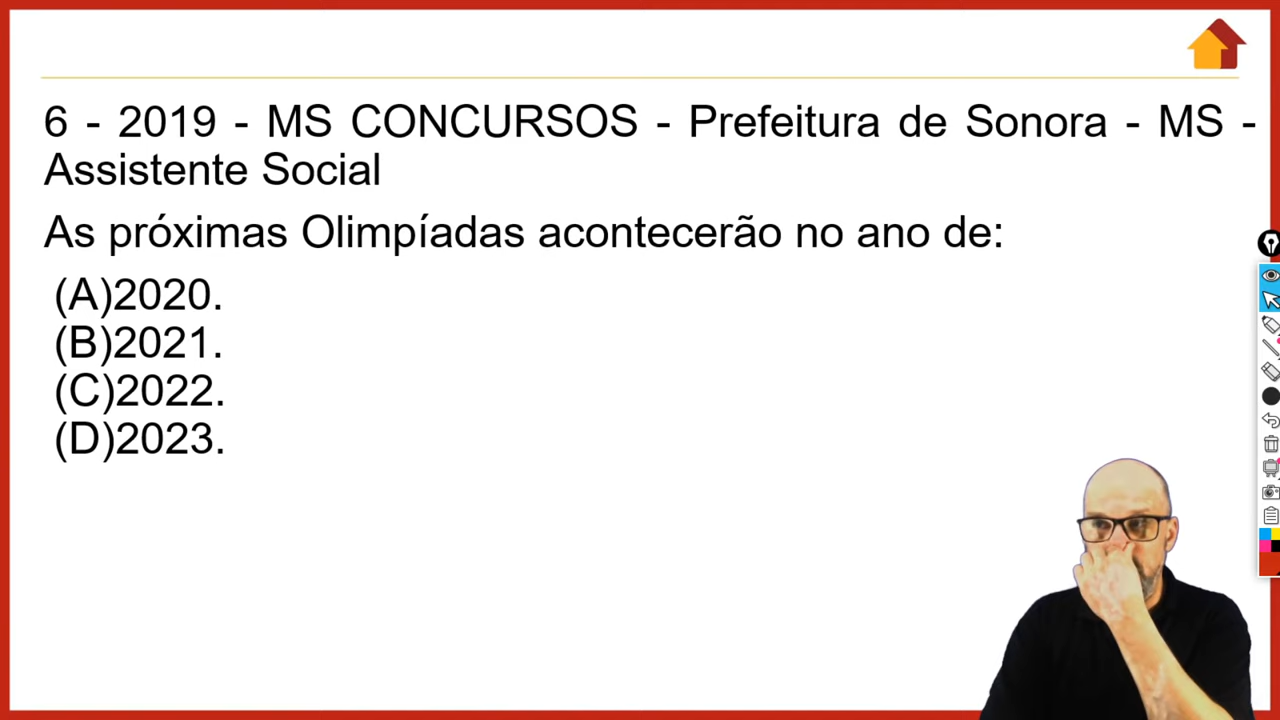 6 - 2019 - MS CONCURSOS - Prefeitura de Sonora - MS -
Assistente Social
As próximas Olimpíadas acontecerão no ano de:
(A)2020.
(B)2021.
(C)2022.
(D)2023.